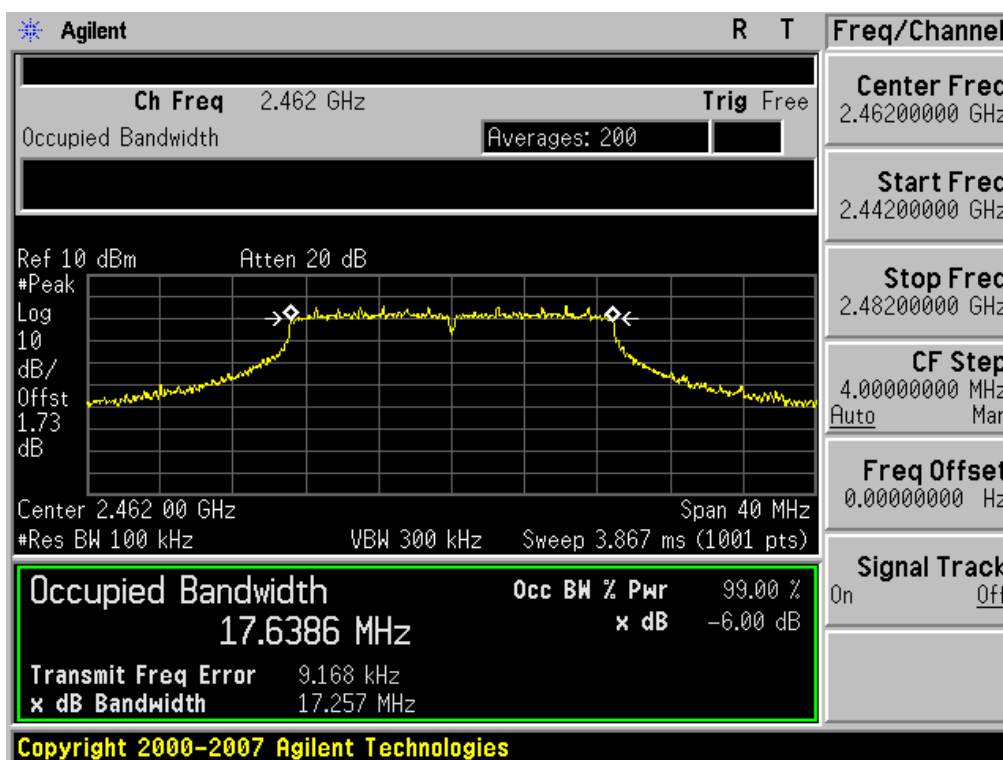 Agilent R T
Freq/Channel
Ch Freq 2.462 GHz Trig Free
Occupied Bandwidth Averages: 200
Center Freq
2.46200000 GHz
Start Freq
2.44200000 GHz
Stop Freq
2.48200000 GHz
CF Step
4.00000000 MHz
Auto Man
Freq Offset
0.00000000 Hz
Signal Track
On Off
Ref 10 dBm Atten 20 dB
#Peak
Log
10
dB/
Offst
1.73
dB
Center 2.462 00 GHz Span 40 MHz
#Res BW 100 kHz VBW 300 kHz Sweep 3.867 ms (1001 pts)
Occupied Bandwidth Occ BW % Pwr 99.00 %
17.6386 MHz x dB -6.00 dB
Transmit Freq Error 9.168 kHz
x dB Bandwidth 17.257 MHz
Copyright 2000-2007 Agilent Technologies